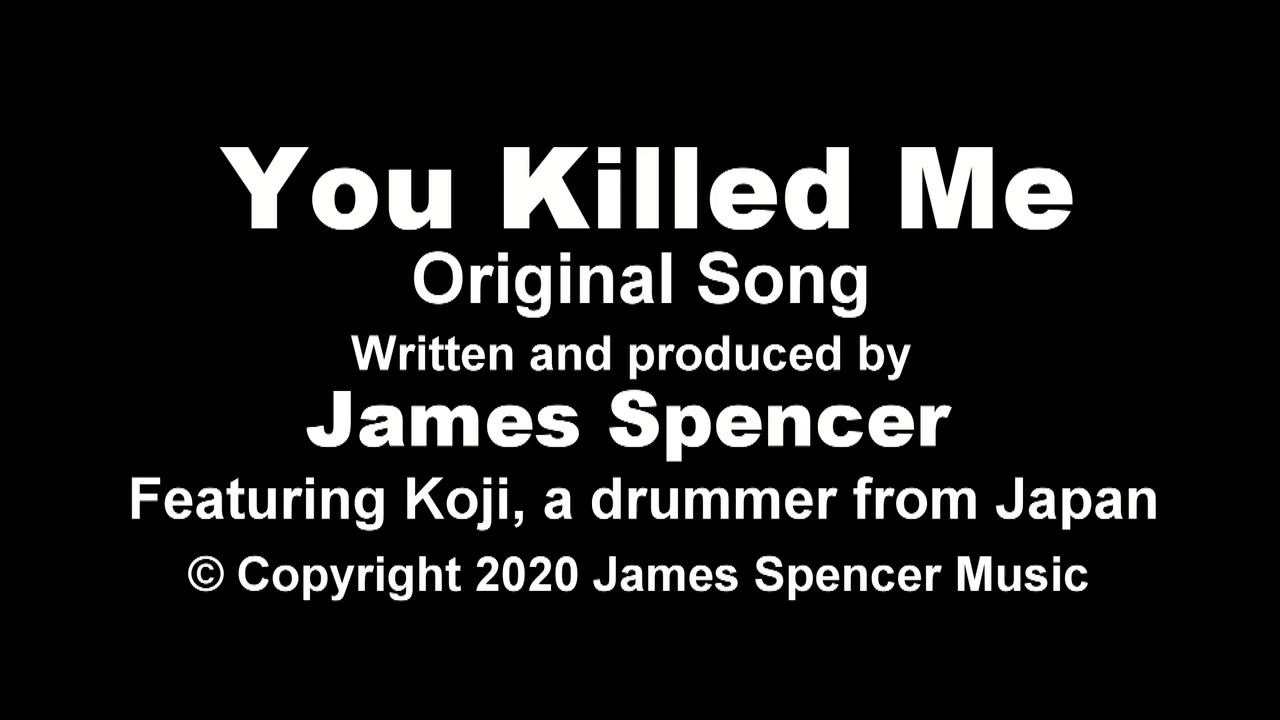 You Killed Me
Original Song
Written and produced by
James Spencer
Featuring Koji, a drummer from Japan
© Copyright 2020 James Spencer Music